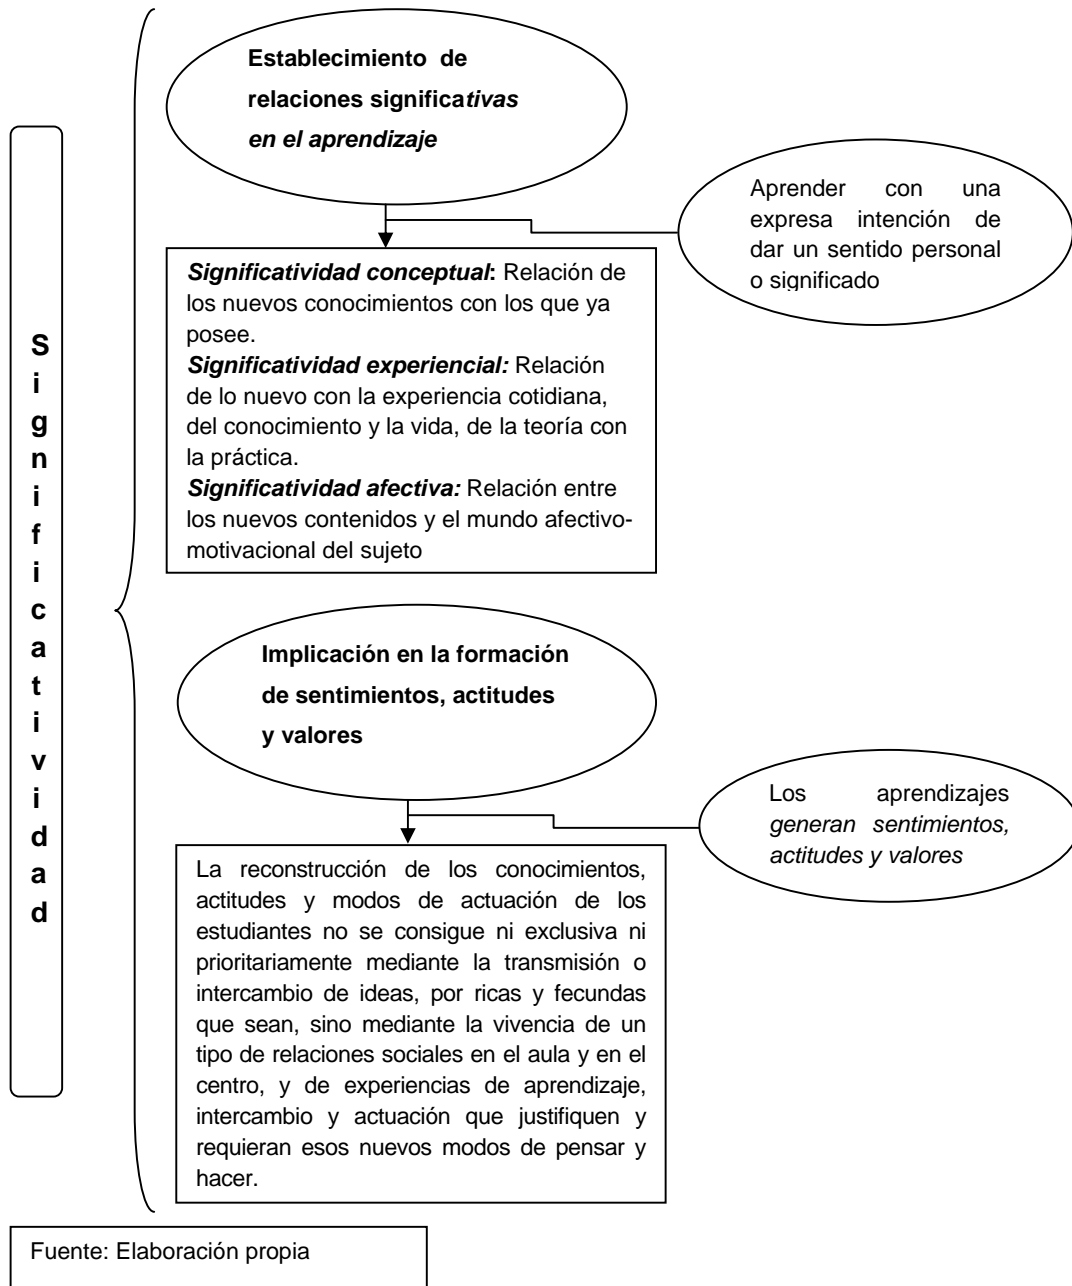 Significatividad
Establecimiento de
relaciones significativas
en el aprendizaje
Aprender con una
expresa intención de
dar un sentido personal
o significado
Significatividad conceptual: Relación de
los nuevos conocimientos con los que ya
posee.
Significatividad experiencial: Relación
de lo nuevo con la experiencia cotidiana,
del conocimiento y la vida, de la teoría con
la práctica.
Significatividad afectiva: Relación entre
los nuevos contenidos y el mundo afectivo-
motivacional del sujeto
Implicación en la formación
de sentimientos, actitudes
y valores
Los aprendizajes
generan sentimientos,
actitudes y valores
La reconstrucción de los conocimientos,
actitudes y modos de actuación de los
estudiantes no se consigue ni exclusiva ni
prioritariamente mediante la transmisión o
intercambio de ideas, por ricas y fecundas
que sean, sino mediante la vivencia de un
tipo de relaciones sociales en el aula y en el
centro, y de experiencias de aprendizaje,
intercambio y actuación que justifiquen y
requieran esos nuevos modos de pensar y
hacer.
Fuente: Elaboración propia